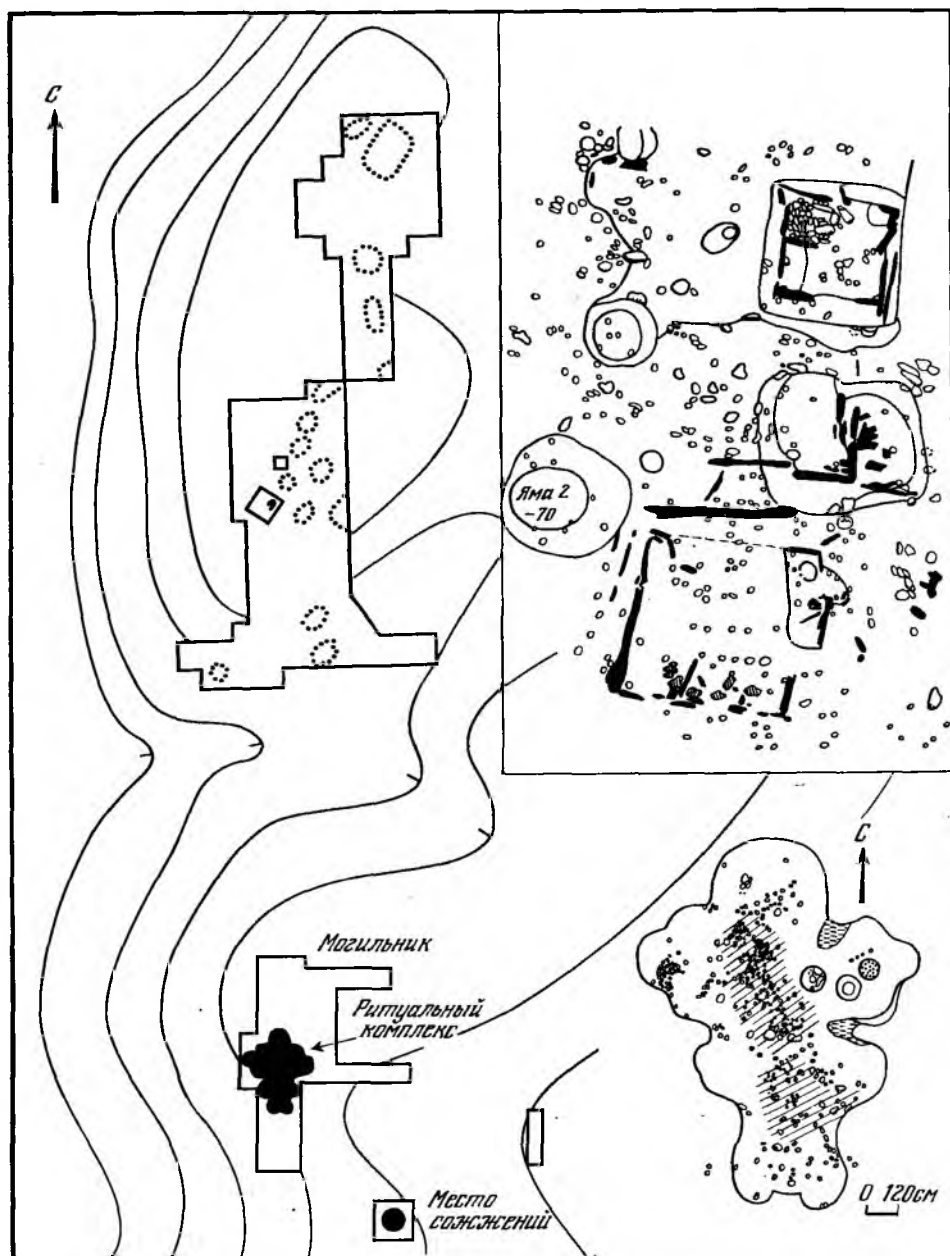 С
Яма 2
-70
С
Могильник
Ритуальный
комплекс
Место
сожжений
0 120см